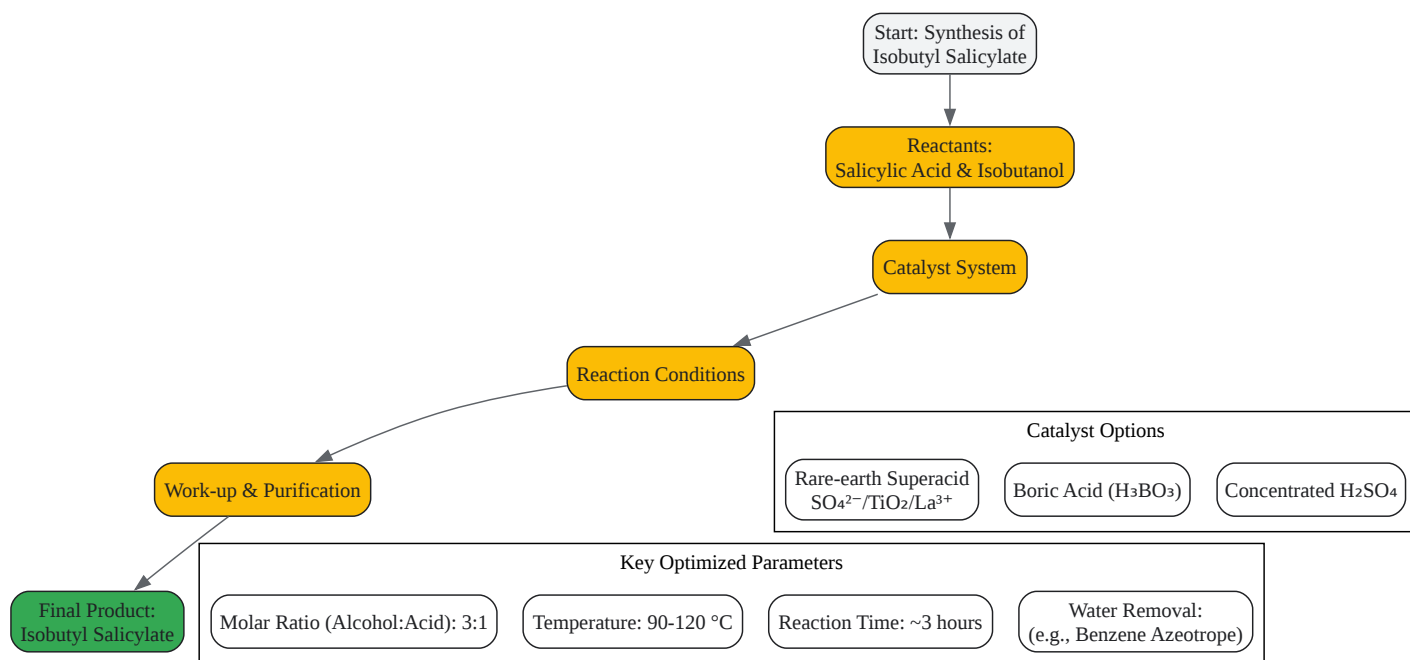 Start: Synthesis of
Isobutyl Salicylate
Reactants:
Salicylic Acid & Isobutanol
Catalyst System
Reaction Conditions
Work-up & Purification
Final Product:
Isobutyl Salicylate
Catalyst Options
Rare-earth Superacid
SO₄²⁻/TiO₂/La³⁺
Boric Acid (H₃BO₃)
Concentrated H₂SO₄
Key Optimized Parameters
Molar Ratio (Alcohol:Acid): 3:1
Temperature: 90-120 °C
Reaction Time: ~3 hours
Water Removal:
(e.g., Benzene Azeotrope)